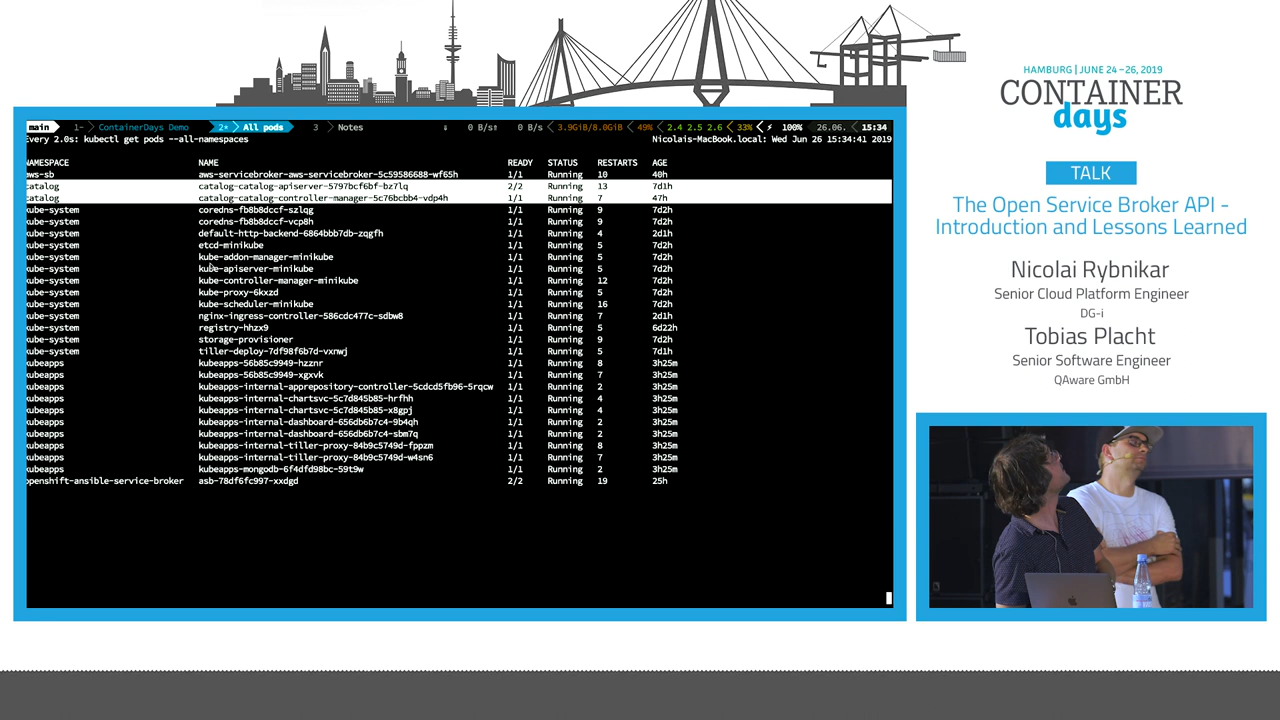 main 1- ContainerDays Demo 2* All pods 3 Notes ↓ 0 B/s↑ 0 B/s 3.9GiB/8.0GiB 49% 2.4 2.5 2.6 33% 100% 26.06. 15:34
Every 2.0s: kubectl get pods --all-namespaces Nicolais-MacBook.local: Wed Jun 26 15:34:41 2019
NAMESPACE NAME READY STATUS RESTARTS AGE
aws-sb aws-servicebroker-aws-servicebroker-5c59586688-wf65h 1/1 Running 10 40h
catalog catalog-catalog-apiserver-5797bcf6bf-bz7lq 2/2 Running 13 7d1h
catalog catalog-catalog-controller-manager-5c76bcbb4-vdp4h 1/1 Running 7 47h
kube-system coredns-fb8b8dccf-szlqg 1/1 Running 9 7d2h
kube-system coredns-fb8b8dccf-vcp8h 1/1 Running 9 7d2h
kube-system default-http-backend-6864bbb7db-zqgfh 1/1 Running 4 2d1h
kube-system etcd-minikube 1/1 Running 5 7d2h
kube-system kube-addon-manager-minikube 1/1 Running 5 7d2h
kube-system kube-apiserver-minikube 1/1 Running 5 7d2h
kube-system kube-controller-manager-minikube 1/1 Running 12 7d2h
kube-system kube-proxy-6kxzd 1/1 Running 5 7d2h
kube-system kube-scheduler-minikube 1/1 Running 16 7d2h
kube-system nginx-ingress-controller-586cdc477c-sdbw8 1/1 Running 7 2d1h
kube-system registry-hhzx9 1/1 Running 5 6d22h
kube-system storage-provisioner 1/1 Running 9 7d2h
kube-system tiller-deploy-7df98f6b7d-vxnwj 1/1 Running 5 7d1h
kubeapps kubeapps-56b85c9949-hzznr 1/1 Running 8 3h25m
kubeapps kubeapps-56b85c9949-xgxvk 1/1 Running 7 3h25m
kubeapps kubeapps-internal-apprepository-controller-5cdcd5fb96-5rqcw 1/1 Running 2 3h25m
kubeapps kubeapps-internal-chartsvc-5c7d845b85-hrfhh 1/1 Running 4 3h25m
kubeapps kubeapps-internal-chartsvc-5c7d845b85-x8gpj 1/1 Running 4 3h25m
kubeapps kubeapps-internal-dashboard-656db6b7c4-9b4qh 1/1 Running 2 3h25m
kubeapps kubeapps-internal-dashboard-656db6b7c4-sbm7q 1/1 Running 2 3h25m
kubeapps kubeapps-internal-tiller-proxy-84b9c5749d-fppzm 1/1 Running 8 3h25m
kubeapps kubeapps-internal-tiller-proxy-84b9c5749d-w4sn6 1/1 Running 7 3h25m
kubeapps kubeapps-mongodb-6f4dfd98bc-59t9w 1/1 Running 2 3h25m
openshift-ansible-service-broker asb-78df6fc997-xxdgd 2/2 Running 19 25h
HAMBURG | JUNE 24–26, 2019
CONTAINER
days
TALK
The Open Service Broker API -
Introduction and Lessons Learned
Nicolai Rybnikar
Senior Cloud Platform Engineer
DG-i
Tobias Placht
Senior Software Engineer
QAware GmbH